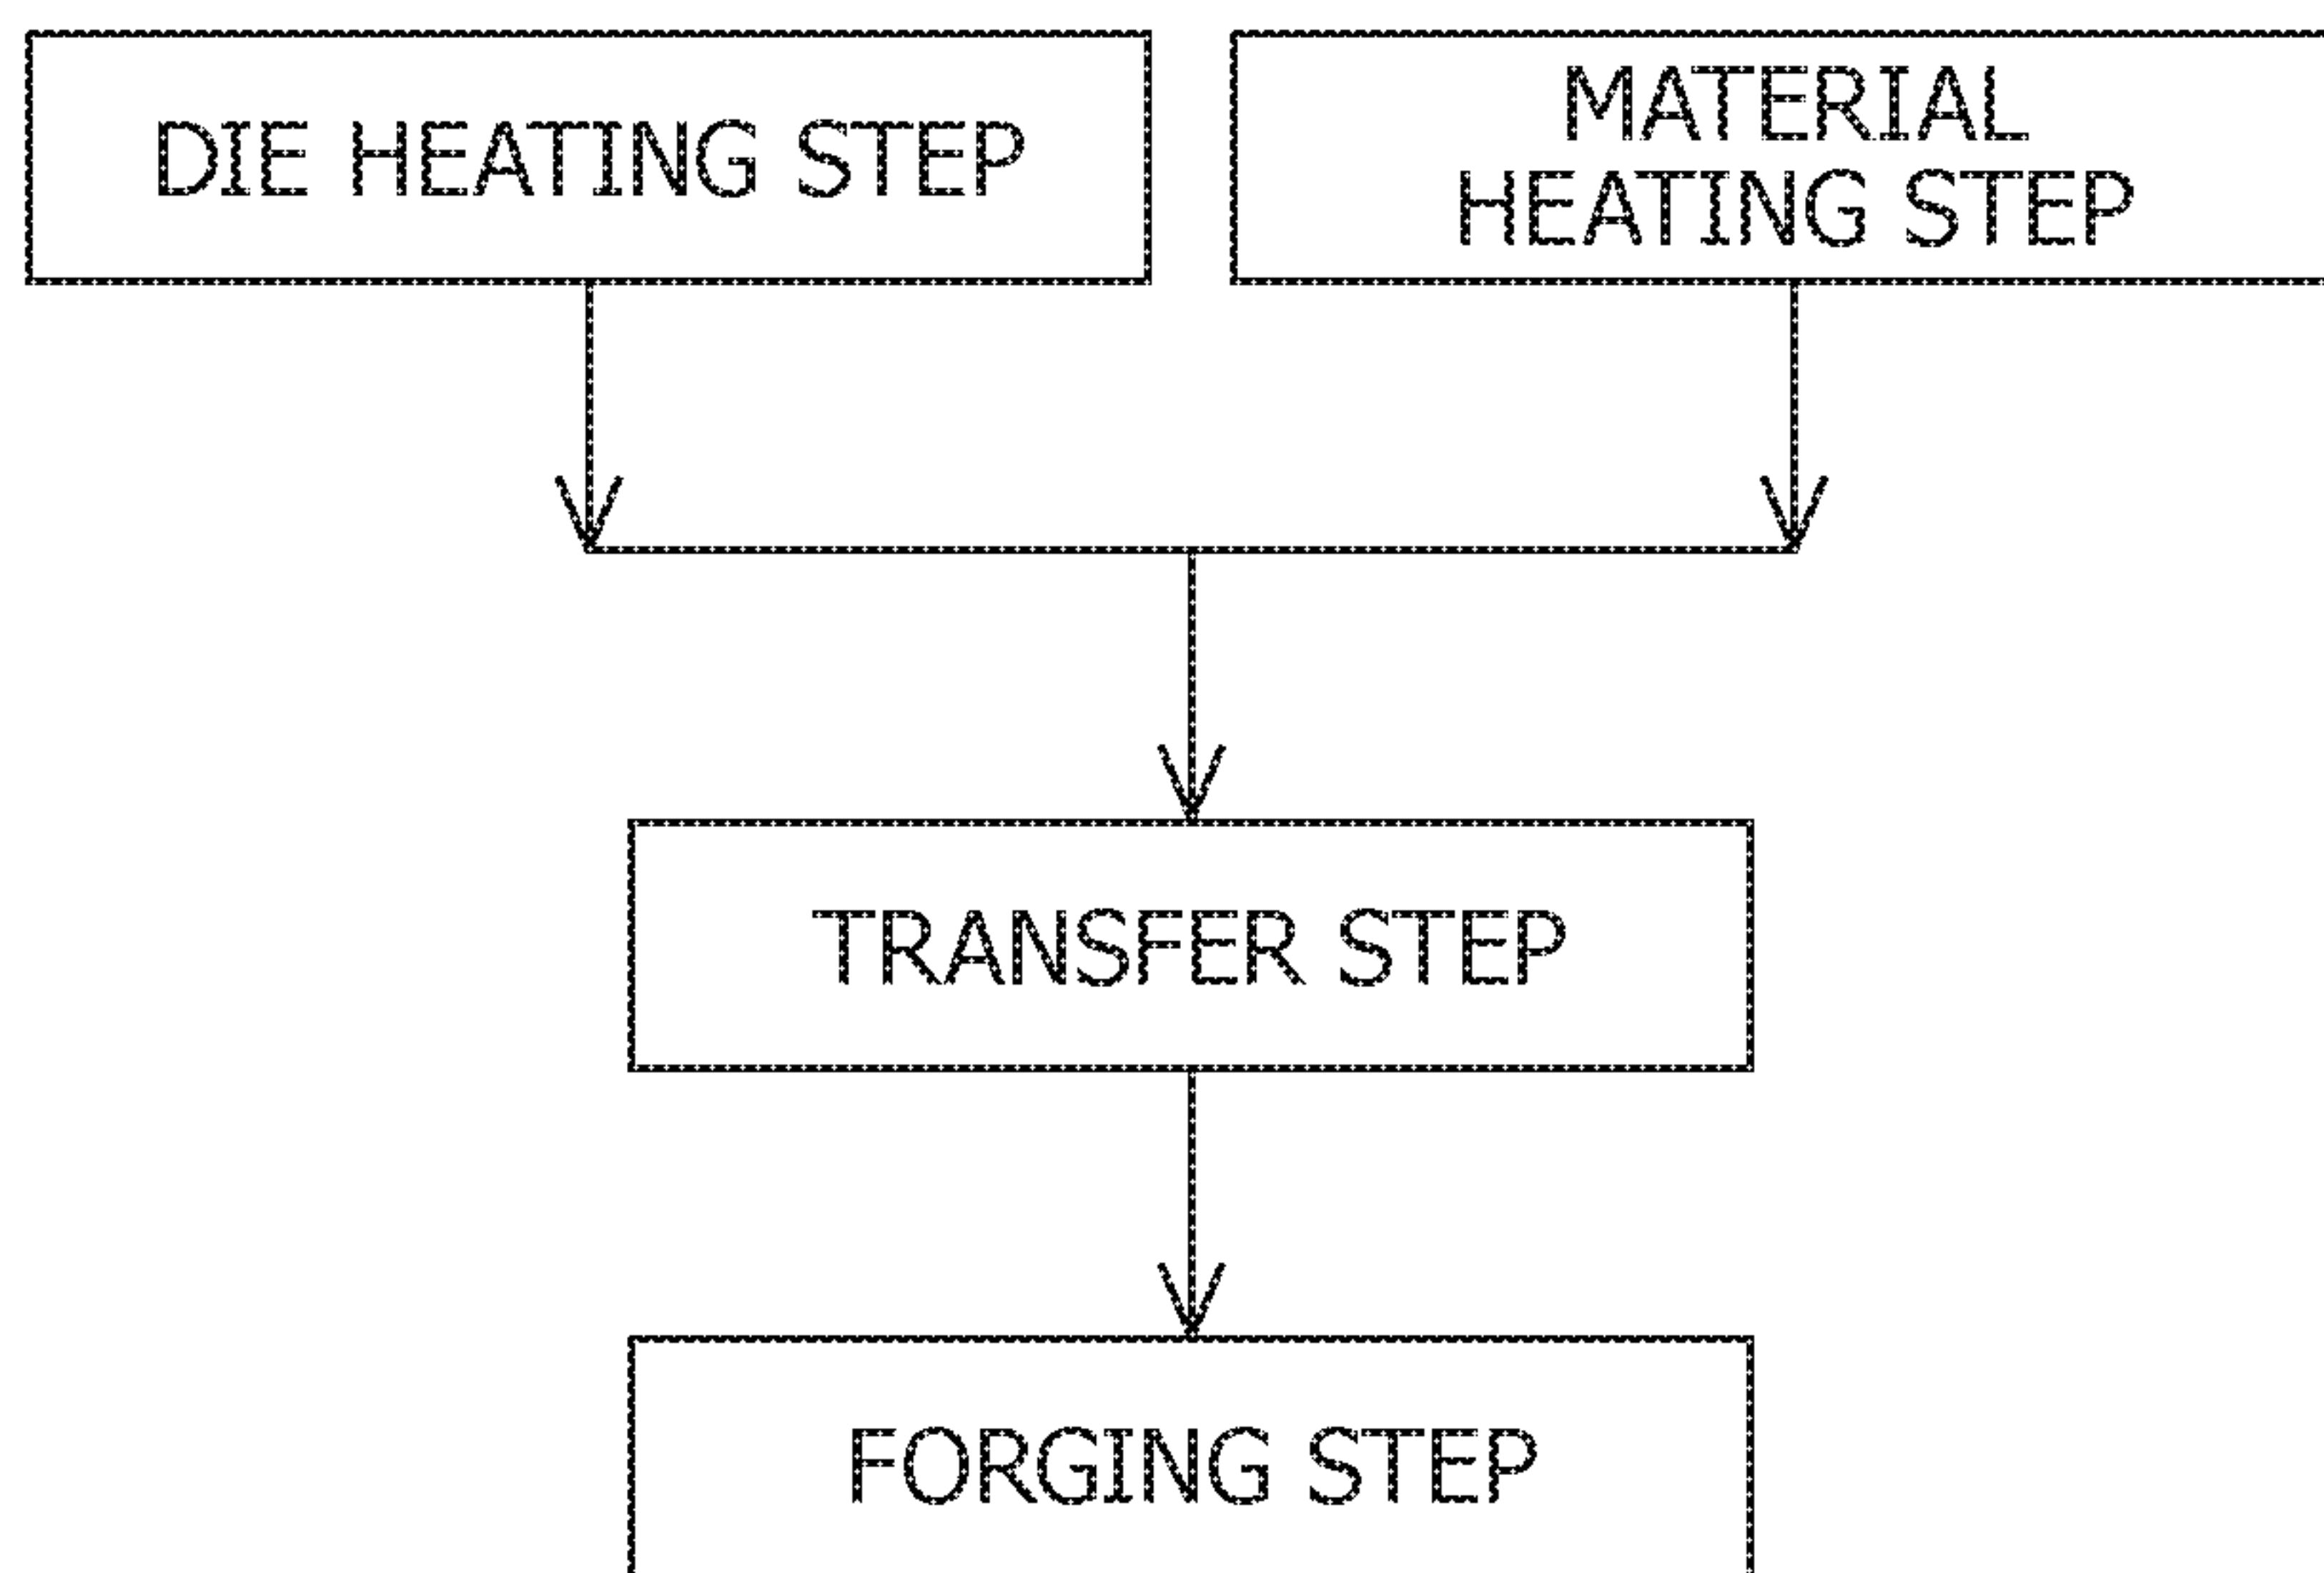 DIE HEATING STEP
MATERIAL
HEATING STEP
TRANSFER STEP
FORGING STEP